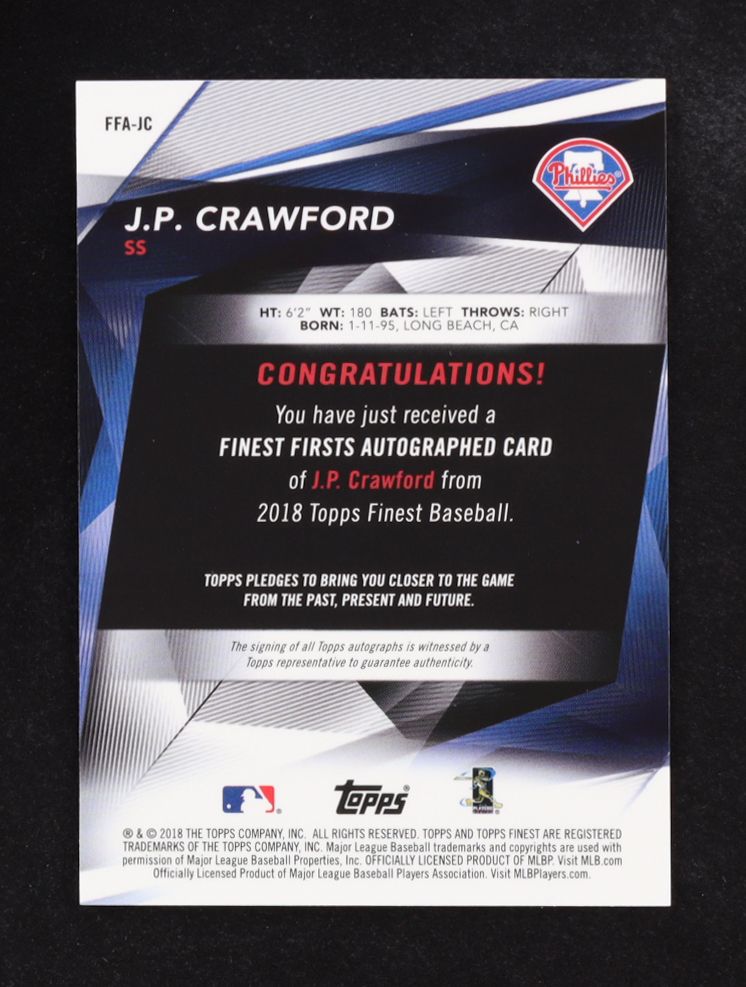 FFA-JC
Phillies®
J.P. CRAWFORD
SS
HT: 6'2" WT: 180 BATS: LEFT THROWS: RIGHT
BORN: 1-11-95, LONG BEACH, CA
CONGRATULATIONS!
You have just received a
FINEST FIRSTS AUTOGRAPHED CARD
of J.P. Crawford from
2018 Topps Finest Baseball.
TOPPS PLEDGES TO BRING YOU CLOSER TO THE GAME
FROM THE PAST, PRESENT AND FUTURE.
The signing of all Topps autographs is witnessed by a
Topps representative to guarantee authenticity.
topps®
® & © 2018 THE TOPPS COMPANY, INC. ALL RIGHTS RESERVED. TOPPS AND TOPPS FINEST ARE REGISTERED
TRADEMARKS OF THE TOPPS COMPANY, INC. Major League Baseball trademarks and copyrights are used with
permission of Major League Baseball Properties, Inc. OFFICIALLY LICENSED PRODUCT OF MLBP. Visit MLB.com
Officially Licensed Product of Major League Baseball Players Association. Visit MLBPlayers.com.